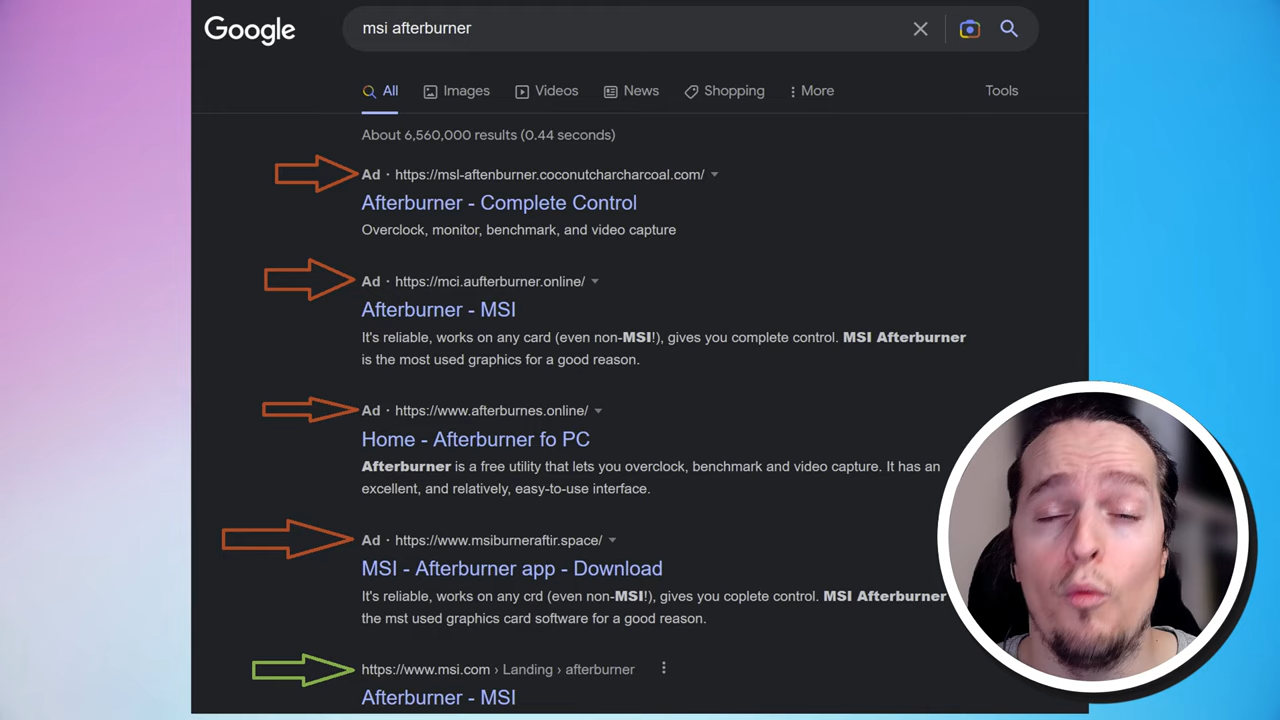 Google
msi afterburner
All Images Videos News Shopping More Tools
About 6,560,000 results (0.44 seconds)
Ad · https://msl-aftenburner.coconutcharcharcoal.com/
Afterburner - Complete Control
Overclock, monitor, benchmark, and video capture
Ad · https://mci.aufterburner.online/
Afterburner - MSI
It's reliable, works on any card (even non-MSI!), gives you complete control. MSI Afterburner
is the most used graphics for a good reason.
Ad · https://www.afterburnes.online/
Home - Afterburner fo PC
Afterburner is a free utility that lets you overclock, benchmark and video capture. It has an
excellent, and relatively, easy-to-use interface.
Ad · https://www.msiburneraftir.space/
MSI - Afterburner app - Download
It's reliable, works on any crd (even non-MSI!), gives you coplete control. MSI Afterburner
the mst used graphics card software for a good reason.
https://www.msi.com › Landing › afterburner
Afterburner - MSI